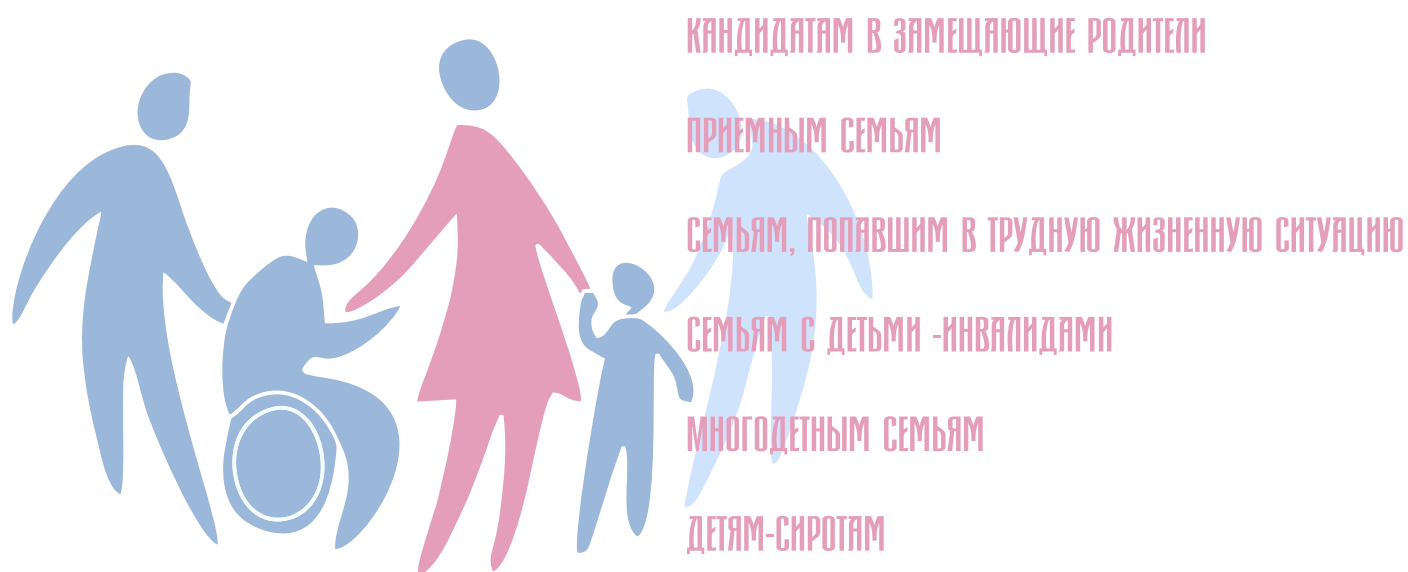 КАНДИДАТАМ В ЗАМЕЩАЮЩИЕ РОДИТЕЛИ
ПРИЕМНЫМ СЕМЬЯМ
СЕМЬЯМ, ПОПАВШИМ В ТРУДНУЮ ЖИЗНЕННУЮ СИТУАЦИЮ
СЕМЬЯМ С ДЕТЬМИ -ИНВАЛИДАМИ
МНОГОДЕТНЫМ СЕМЬЯМ
ДЕТЯМ-СИРОТАМ